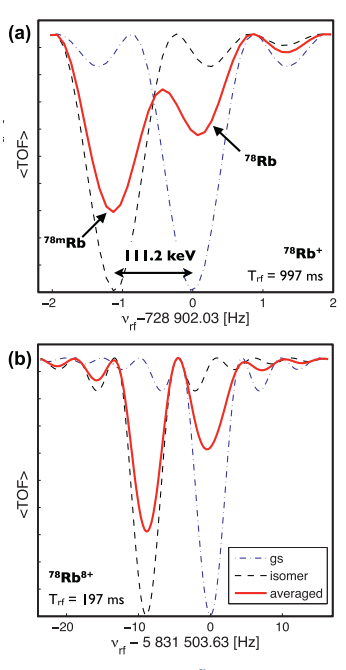 (a)
<TOF>
78mRb
78Rb
111.2 keV
78Rb+
Trf = 997 ms
−2 −1 0 1 2
νrf −728 902.03 [Hz]
(b)
<TOF>
78Rb8+
Trf = 197 ms
gs
isomer
averaged
−20 −10 0 10
νrf − 5 831 503.63 [Hz]